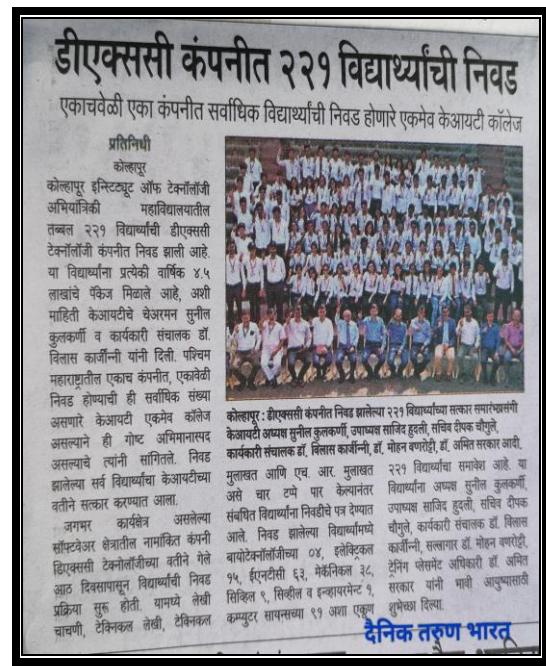 डीएक्ससी कंपनीत २२१ विद्यार्थ्यांची निवड
एकाचवेळी एका कंपनीत सर्वाधिक विद्यार्थ्यांची निवड होणारे एकमेव केआयटी कॉलेज
प्रतिनिधी
कोल्हापूर
कोल्हापूर इन्स्टिट्यूट ऑफ टेक्नॉलॉजी
अभियांत्रिकी महाविद्यालयातील
तब्बल २२१ विद्यार्थ्यांची डीएक्ससी
टेक्नॉलॉजी कंपनीत निवड झाली आहे.
या विद्यार्थ्यांना प्रत्येकी वार्षिक ४.५
लाखांचे पॅकेज मिळाले आहे, अशी
माहिती केआयटीचे चेअरमन सुनील
कुलकर्णी व कार्यकारी संचालक डॉ.
विलास कार्जीन्नी यांनी दिली. पश्चिम
महाराष्ट्रातील एकाच कंपनीत, एकावेळी
निवड होण्याची ही सर्वाधिक संख्या
असणारे केआयटी एकमेव कॉलेज
असल्याने ही गोष्ट अभिमानास्पद
असल्याचे त्यांनी सांगितले. निवड
झालेल्या सर्व विद्यार्थ्यांचा केआयटीच्या
वतीने सत्कार करण्यात आला.
जगभर कार्यक्षेत्र असलेल्या
सॉफ्टवेअर क्षेत्रातील नामांकित कंपनी
डिएक्ससी टेक्नोलॉजीच्या वतीने गेले
आठ दिवसापासून विद्यार्थ्यांची निवड
प्रक्रिया सुरू होती. यामध्ये लेखी
चाचणी, टेक्निकल लेखी, टेक्निकल
कोल्हापूर : डीएक्ससी कंपनीत निवड झालेल्या २२१ विद्यार्थ्यांच्या सत्कार समारंभप्रसंगी
केआयटी अध्यक्ष सुनील कुलकर्णी, उपाध्यक्ष साजिद हुदली, सचिव दीपक चौगुले,
कार्यकारी संचालक डॉ. विलास कार्जीन्नी, डॉ. मोहन वणरोट्टी, डॉ. अमित सरकार आदी.
मुलाखत आणि एच. आर. मुलाखत
असे चार टप्पे पार केल्यानंतर
संबधित विद्यार्थ्यांना निवडीचे पत्र देण्यात
आले. निवड झालेल्या विद्यार्थ्यांमध्ये
बायोटेक्नॉलॉजीच्या ०४, इलेक्ट्रिकल
१५, ईएनटीसी ६३, मेकॅनिकल ३८,
सिव्हिल ९, सिव्हील व इन्व्हायरमेन्ट १,
कम्प्युटर सायन्सच्या ९१ अशा एकूण
२२१ विद्यार्थ्यांचा समावेश आहे. या
विद्यार्थ्यांना अध्यक्ष सुनील कुलकर्णी,
उपाध्यक्ष साजिद हुदली, सचिव दीपक
चौगुले, कार्यकारी संचालक डॉ. विलास
कार्जीन्नी, सल्लागार डॉ. मोहन वणरोट्टी,
ट्रेनिंग प्लेसमेंट अधिकारी डॉ. अमित
सरकार यांनी भावी आयुष्यासाठी
शुभेच्छा दिल्या.
दैनिक तरुण भारत